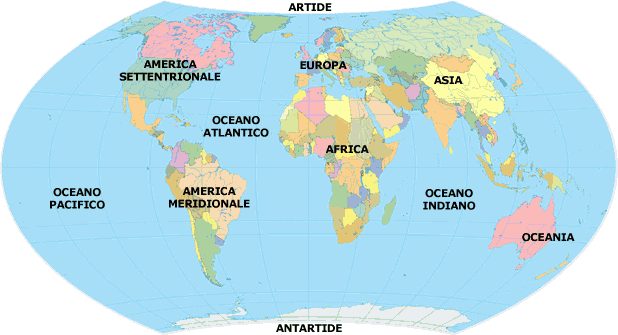 ARTIDE
AMERICA
SETTENTRIONALE
EUROPA
ASIA
OCEANO
ATLANTICO
AFRICA
OCEANO
PACIFICO
AMERICA
MERIDIONALE
OCEANO
INDIANO
OCEANIA
ANTARTIDE